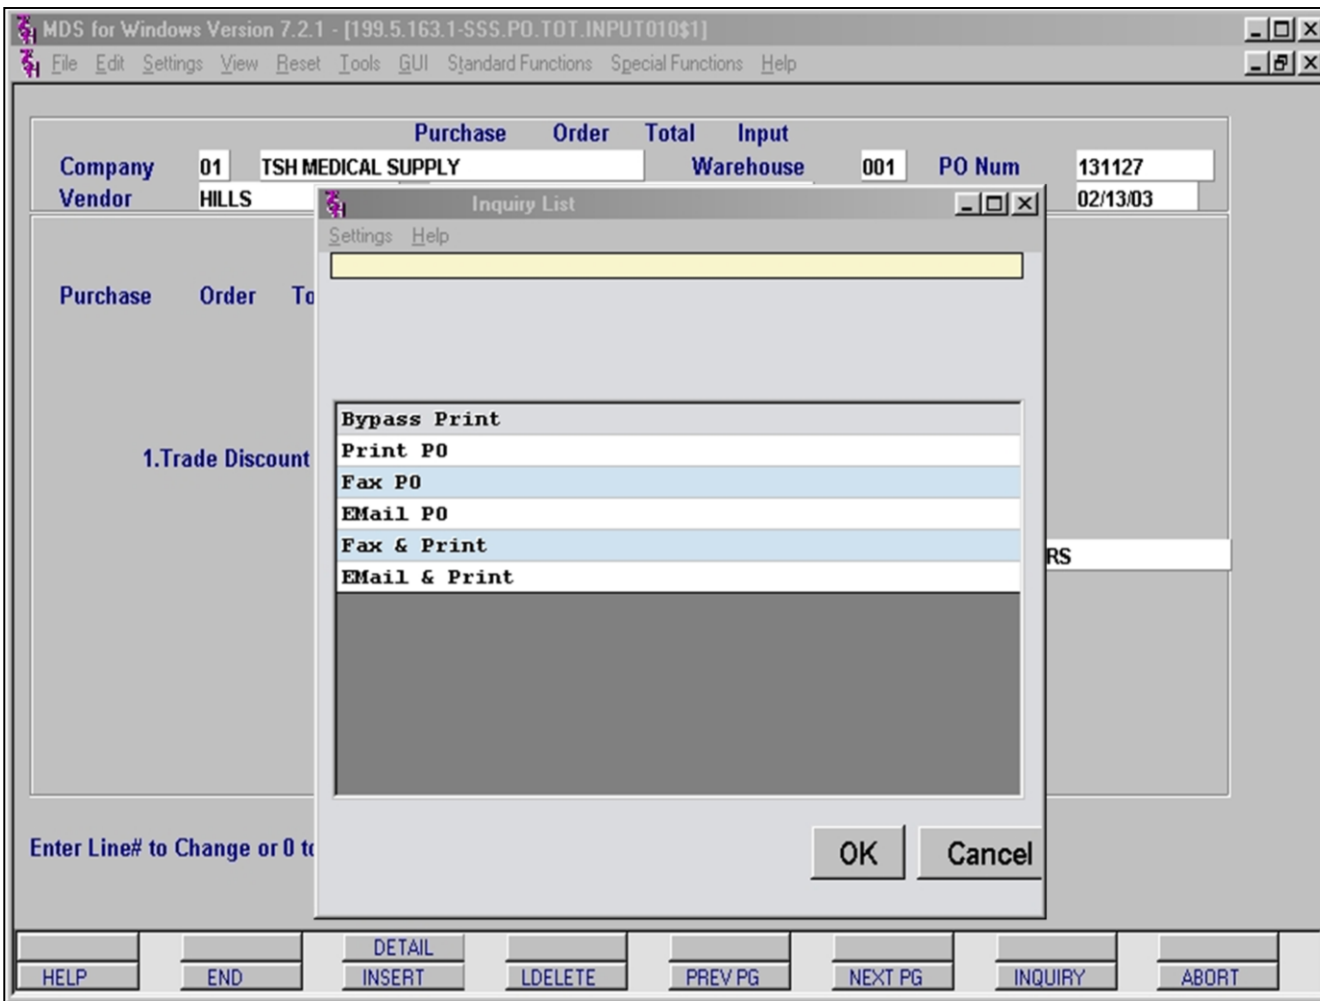 MDS for Windows Version 7.2.1 - [199.5.163.1-SSS.PO.TOT.INPUT010$1]
File Edit Settings View Reset Tools GUI Standard Functions Special Functions Help
Purchase Order Total Input
Company 01 TSH MEDICAL SUPPLY Warehouse 001 PO Num 131127
Vendor HILLS 02/13/03
Inquiry List
Settings Help
Purchase Order To
Bypass Print
Print PO
1.Trade Discount
Fax PO
EMail PO
Fax & Print
RS
EMail & Print
Enter Line# to Change or 0 to
OK Cancel
DETAIL
HELP END INSERT LDELETE PREV PG NEXT PG INQUIRY ABORT